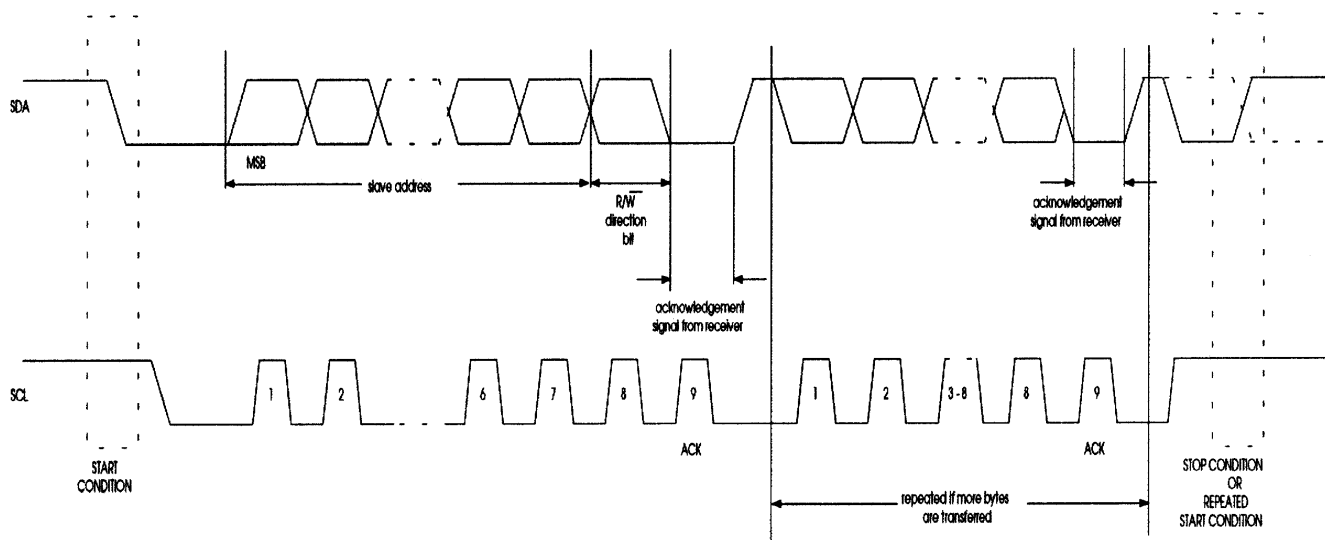 SDA
MSB
slave address
R/W
direction
bit
acknowledgement
signal from receiver
acknowledgement
signal from receiver
SCL
1
2
6
7
8
9
1
2
3 - 8
8
9
ACK
ACK
START
CONDITION
STOP CONDITION
OR
REPEATED
START CONDITION
repeated if more bytes
are transferred